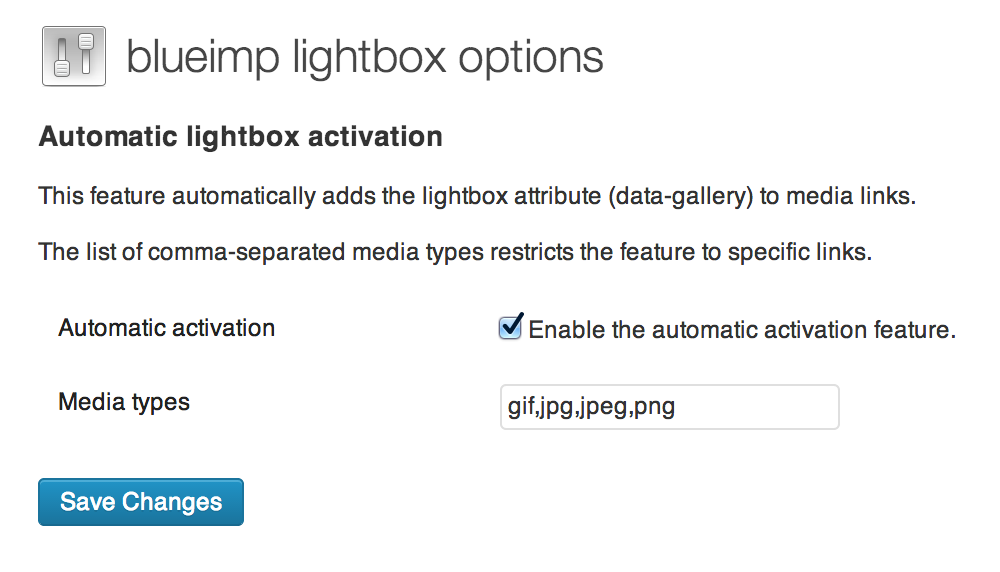 blueimp lightbox options
Automatic lightbox activation
This feature automatically adds the lightbox attribute (data-gallery) to media links.
The list of comma-separated media types restricts the feature to specific links.
Automatic activation
Enable the automatic activation feature.
Media types
gif,jpg,jpeg,png
Save Changes